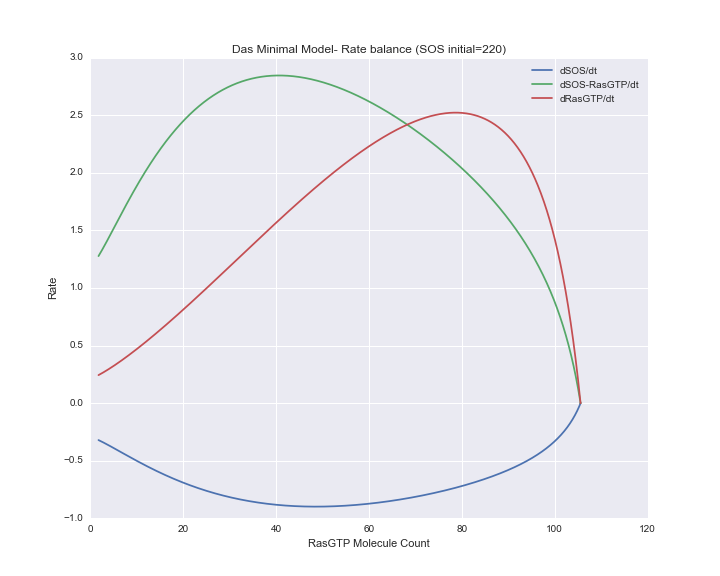 Das Minimal Model- Rate balance (SOS initial=220)
3.0
2.5
2.0
1.5
1.0
0.5
0.0
−0.5
−1.0
Rate
dSOS/dt
dSOS-RasGTP/dt
dRasGTP/dt
0 20 40 60 80 100 120
RasGTP Molecule Count